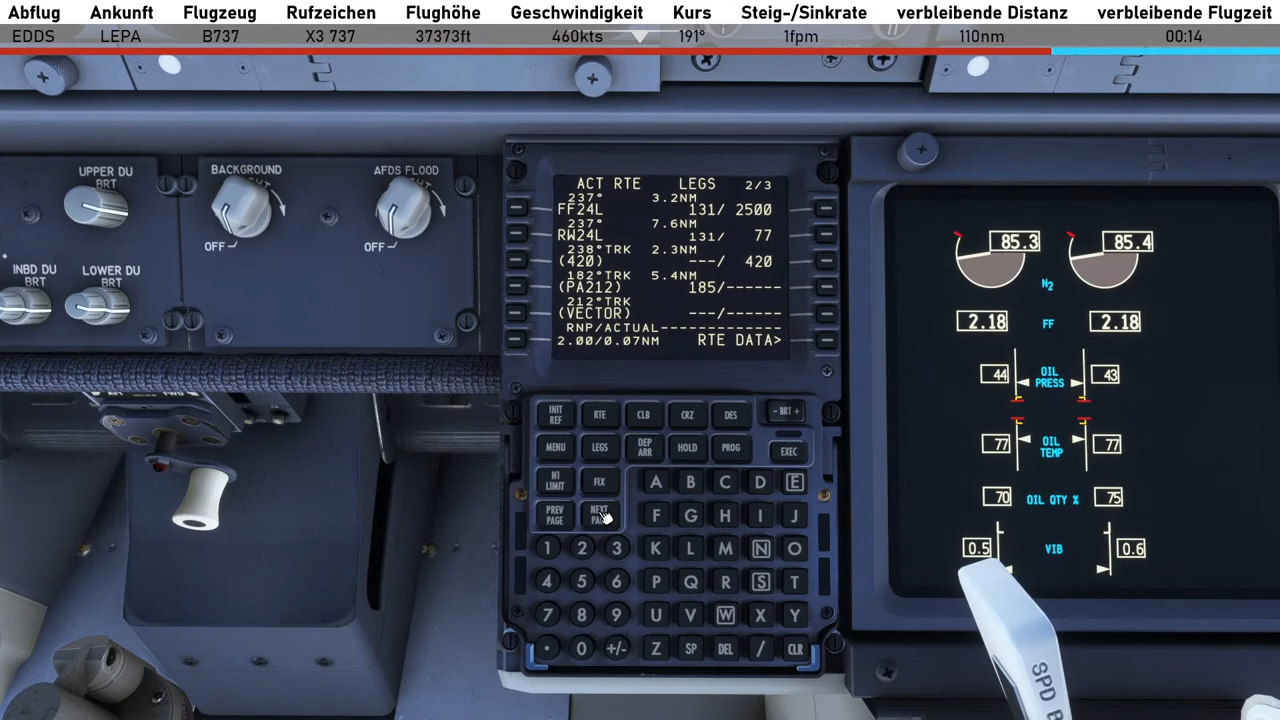 Abflug Ankunft Flugzeug Rufzeichen Flughöhe Geschwindigkeit Kurs Steig-/Sinkrate verbleibende Distanz verbleibende Flugzeit
EDDS LEPA B737 X3 737 37373ft 460kts 191° 1fpm 110nm 00:14
UPPER DU
BRT
BACKGROUND
AFDS FLOOD
OFF
OFF
INBD DU
BRT
LOWER DU
BRT
ACT RTE LEGS 2/3
237° 3.2NM
FF24L 131/ 2500
237° 7.6NM
RW24L 131/ 77
238°TRK 2.3NM
(420) ---/ 420
182°TRK 5.4NM
(PA212) 185/------
212°TRK
(VECTOR) ---/------
RNP/ACTUAL-------------
2.00/0.07NM RTE DATA>
INIT REF RTE CLB CRZ DES - BRT +
MENU LEGS DEP ARR HOLD PROG EXEC
N1 LIMIT FIX A B C D E
PREV PAGE NEXT PAGE F G H I J
1 2 3 K L M N O
4 5 6 P Q R S T
7 8 9 U V W X Y
. 0 +/- Z SP DEL / CLR
85.3 85.4
N2
2.18 FF 2.18
44 OIL PRESS 43
77 OIL TEMP 77
70 OIL QTY % 75
0.5 VIB 0.6
SPD B